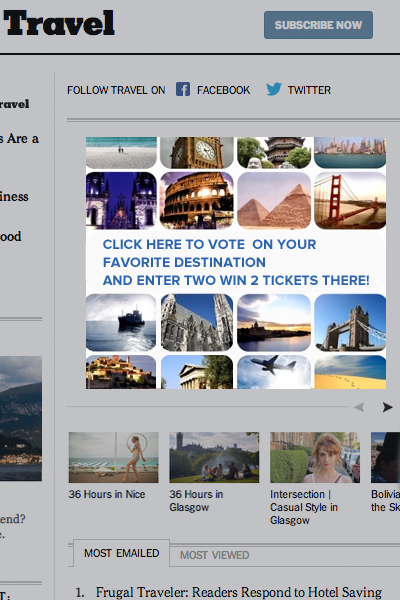 Travel
SUBSCRIBE NOW
FOLLOW TRAVEL ON
FACEBOOK
TWITTER
ravel
s Are a
iness
ood
CLICK HERE TO VOTE ON YOUR
FAVORITE DESTINATION
AND ENTER TWO WIN 2 TICKETS THERE!
36 Hours in Nice
36 Hours in
Glasgow
Intersection |
Casual Style in
Glasgow
Bolivia
the Sk
end?
e.
MOST EMAILED
MOST VIEWED
T:
1. Frugal Traveler: Readers Respond to Hotel Saving